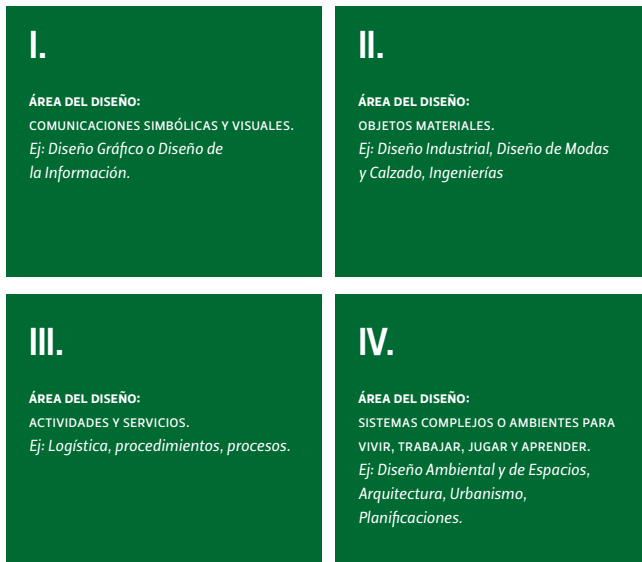 I.
ÁREA DEL DISEÑO:
COMUNICACIONES SIMBÓLICAS Y VISUALES.
Ej: Diseño Gráfico o Diseño de
la Información.
II.
ÁREA DEL DISEÑO:
OBJETOS MATERIALES.
Ej: Diseño Industrial, Diseño de Modas
y Calzado, Ingenierías
III.
ÁREA DEL DISEÑO:
ACTIVIDADES Y SERVICIOS.
Ej: Logística, procedimientos, procesos.
IV.
ÁREA DEL DISEÑO:
SISTEMAS COMPLEJOS O AMBIENTES PARA
VIVIR, TRABAJAR, JUGAR Y APRENDER.
Ej: Diseño Ambiental y de Espacios,
Arquitectura, Urbanismo,
Planificaciones.